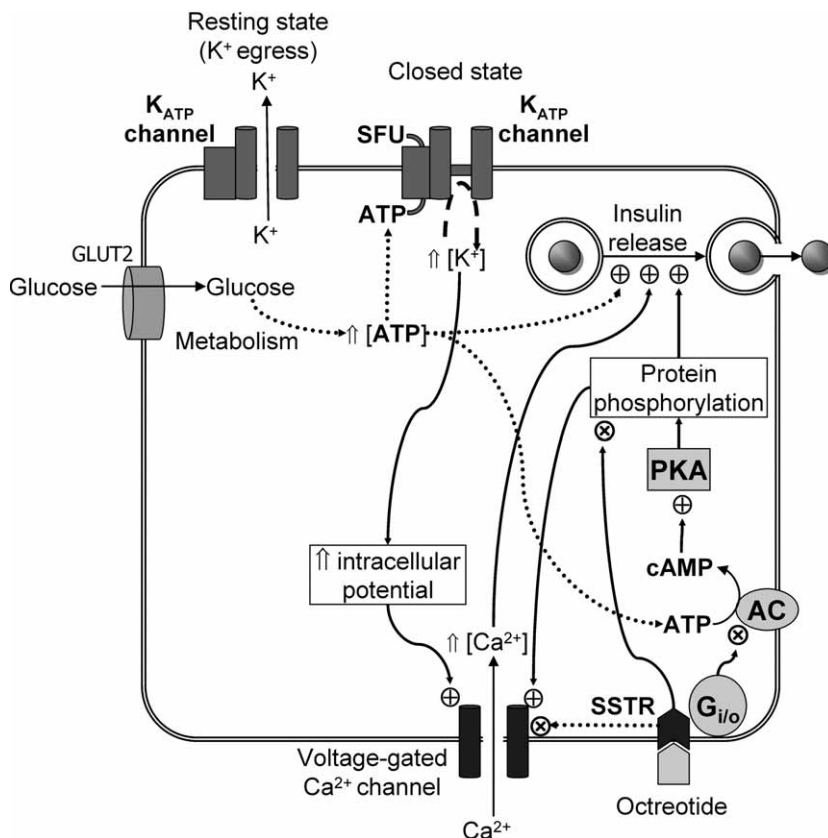 Resting state
(K⁺ egress)
K⁺
Closed state
K_ATP
channel
SFU
K_ATP
channel
ATP
K⁺
⇑ [K⁺]
Insulin
release
GLUT2
Glucose
Glucose
Metabolism
⇑ [ATP]
Protein
phosphorylation
PKA
⇑ intracellular
potential
cAMP
ATP
AC
⇑ [Ca²⁺]
SSTR
G_i/o
Voltage-gated
Ca²⁺ channel
Octreotide
Ca²⁺